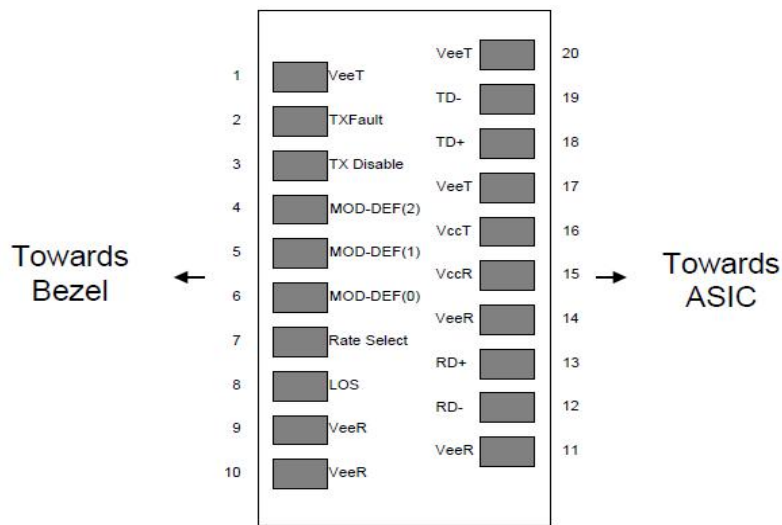 VeeT 20
1 VeeT
TD- 19
2 TXFault
TD+ 18
3 TX Disable
VeeT 17
4 MOD-DEF(2)
VccT 16
5 MOD-DEF(1)
Towards
Bezel
VccR 15
Towards
ASIC
6 MOD-DEF(0)
VeeR 14
7 Rate Select
RD+ 13
8 LOS
RD- 12
9 VeeR
VeeR 11
10 VeeR